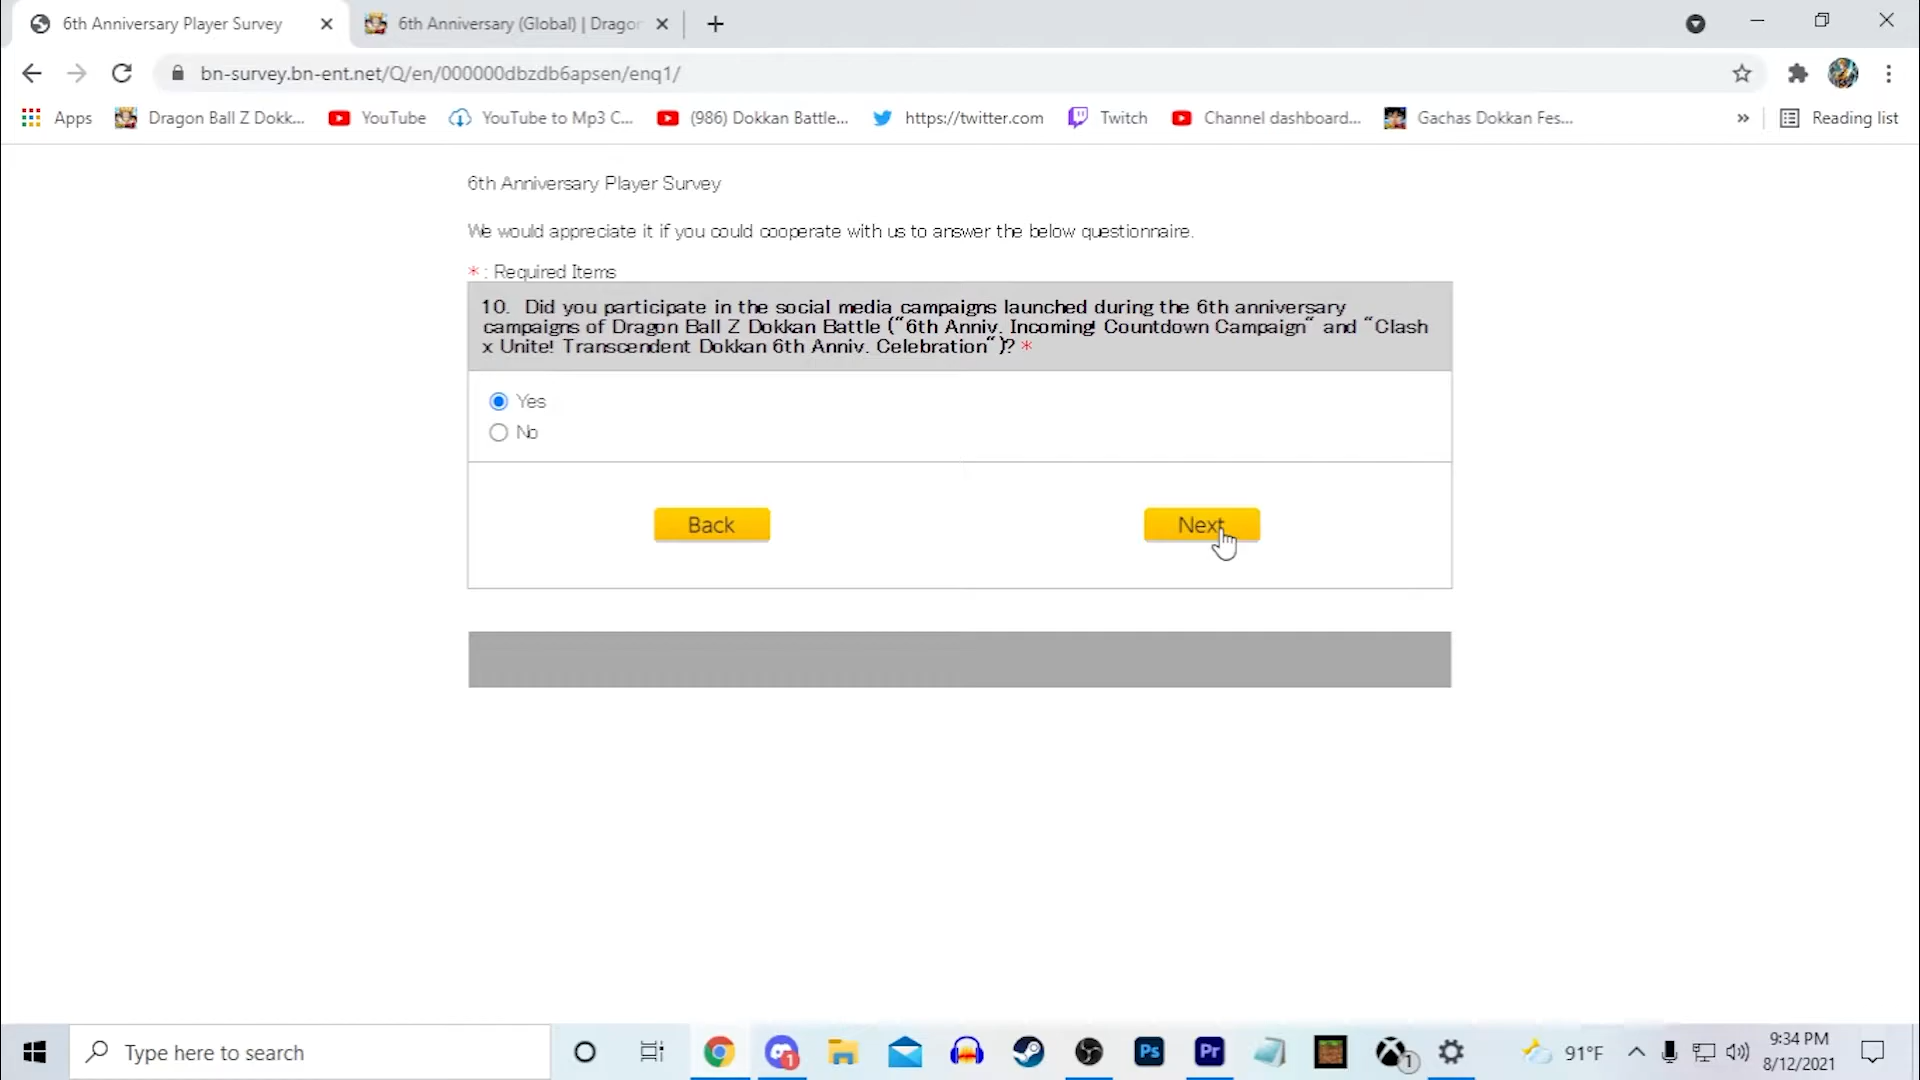 6th Anniversary Player Survey
6th Anniversary (Global) | Dragon
bn-survey.bn-ent.net/Q/en/000000dbzdb6apsen/enq1/
Apps
Dragon Ball Z Dokk...
YouTube
YouTube to Mp3 C...
(986) Dokkan Battle...
https://twitter.com
Twitch
Channel dashboard...
Gachas Dokkan Fes...
»
Reading list
6th Anniversary Player Survey
We would appreciate it if you could cooperate with us to answer the below questionnaire.
* : Required Items
10. Did you participate in the social media campaigns launched during the 6th anniversary
campaigns of Dragon Ball Z Dokkan Battle ("6th Anniv. Incoming! Countdown Campaign" and "Clash
x Unite! Transcendent Dokkan 6th Anniv. Celebration")? *
Yes
No
Back
Next
Type here to search
1
Ps
Pr
1
91°F
9:34 PM
8/12/2021